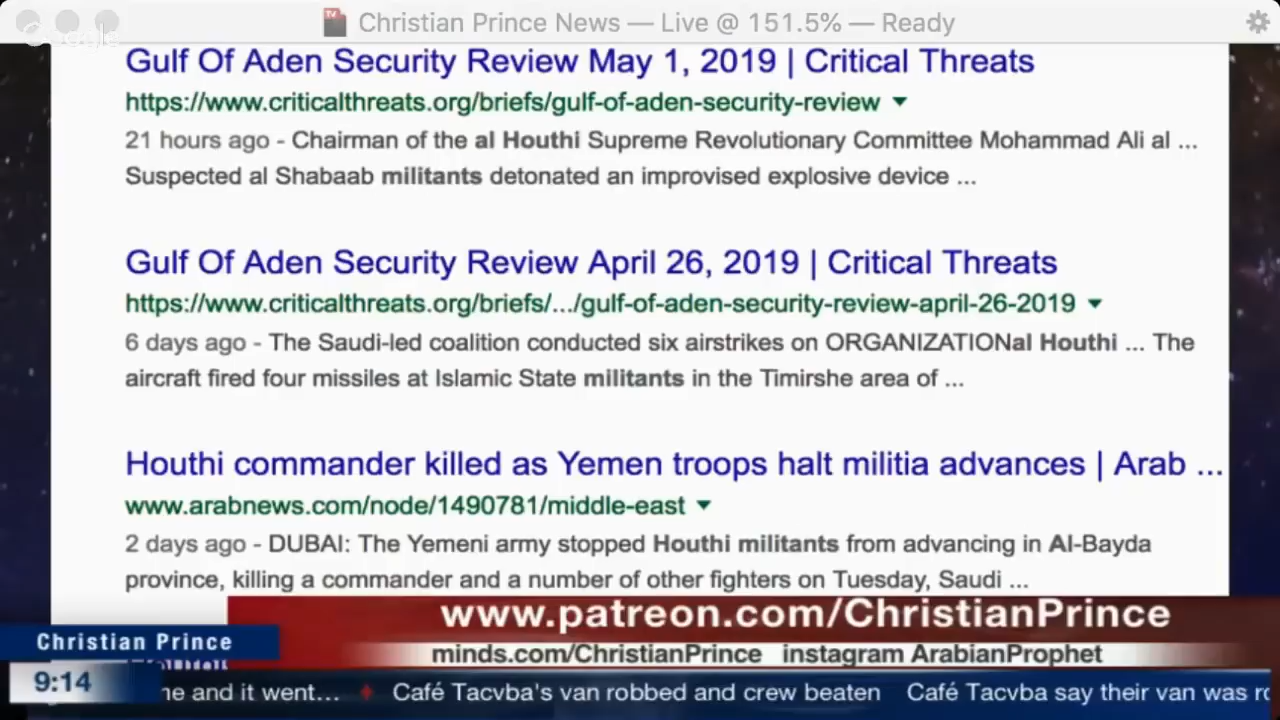 Christian Prince News — Live @ 151.5% — Ready
Google
Gulf Of Aden Security Review May 1, 2019 | Critical Threats
https://www.criticalthreats.org/briefs/gulf-of-aden-security-review
21 hours ago - Chairman of the al Houthi Supreme Revolutionary Committee Mohammad Ali al ...
Suspected al Shabaab militants detonated an improvised explosive device ...
Gulf Of Aden Security Review April 26, 2019 | Critical Threats
https://www.criticalthreats.org/briefs/.../gulf-of-aden-security-review-april-26-2019
6 days ago - The Saudi-led coalition conducted six airstrikes on ORGANIZATIONal Houthi ... The
aircraft fired four missiles at Islamic State militants in the Timirshe area of ...
Houthi commander killed as Yemen troops halt militia advances | Arab ...
www.arabnews.com/node/1490781/middle-east
2 days ago - DUBAI: The Yemeni army stopped Houthi militants from advancing in Al-Bayda
province, killing a commander and a number of other fighters on Tuesday, Saudi ...
www.patreon.com/ChristianPrince
Christian Prince
minds.com/ChristianPrince instagram ArabianProphet
9:14
and it went... Café Tacvba's van robbed and crew beaten Café Tacvba say their van was